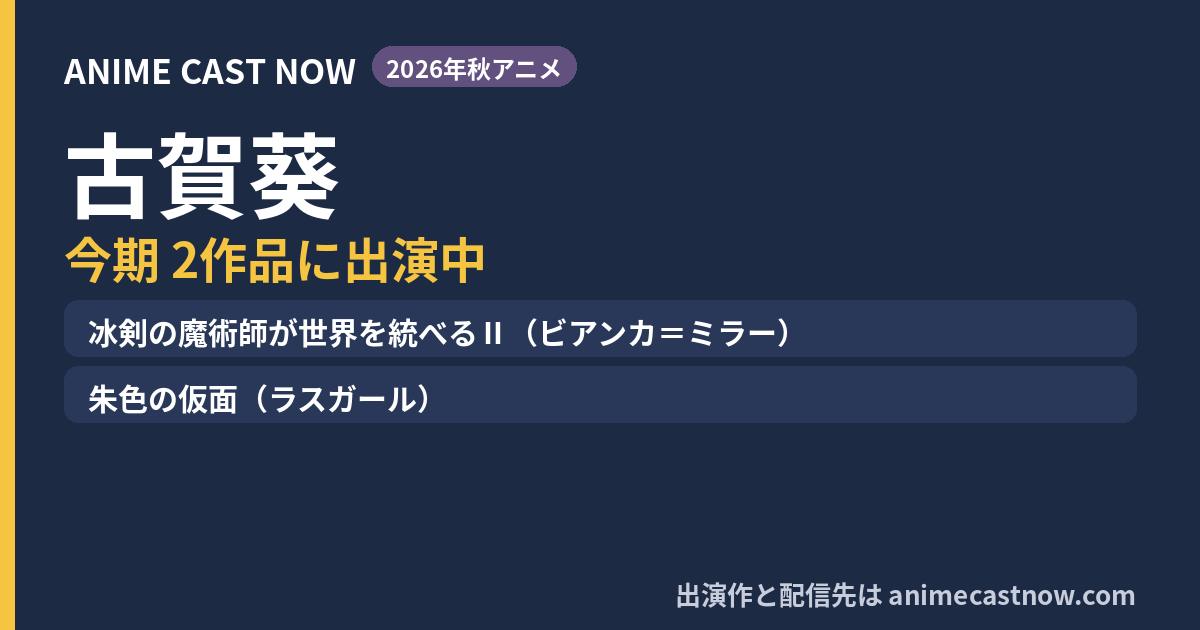 ANIME CAST NOW 2026年秋アニメ
古賀葵
今期 2作品に出演中
冰剣の魔術師が世界を統べるⅡ（ビアンカ＝ミラー）
朱色の仮面（ラスガール）
出演作と配信先は animecastnow.com